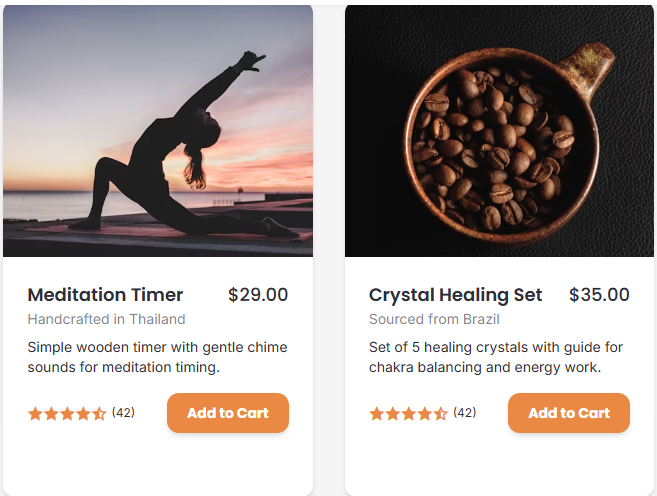 Meditation Timer $29.00
Handcrafted in Thailand
Simple wooden timer with gentle chime
sounds for meditation timing.
(42) Add to Cart
Crystal Healing Set $35.00
Sourced from Brazil
Set of 5 healing crystals with guide for
chakra balancing and energy work.
(42) Add to Cart